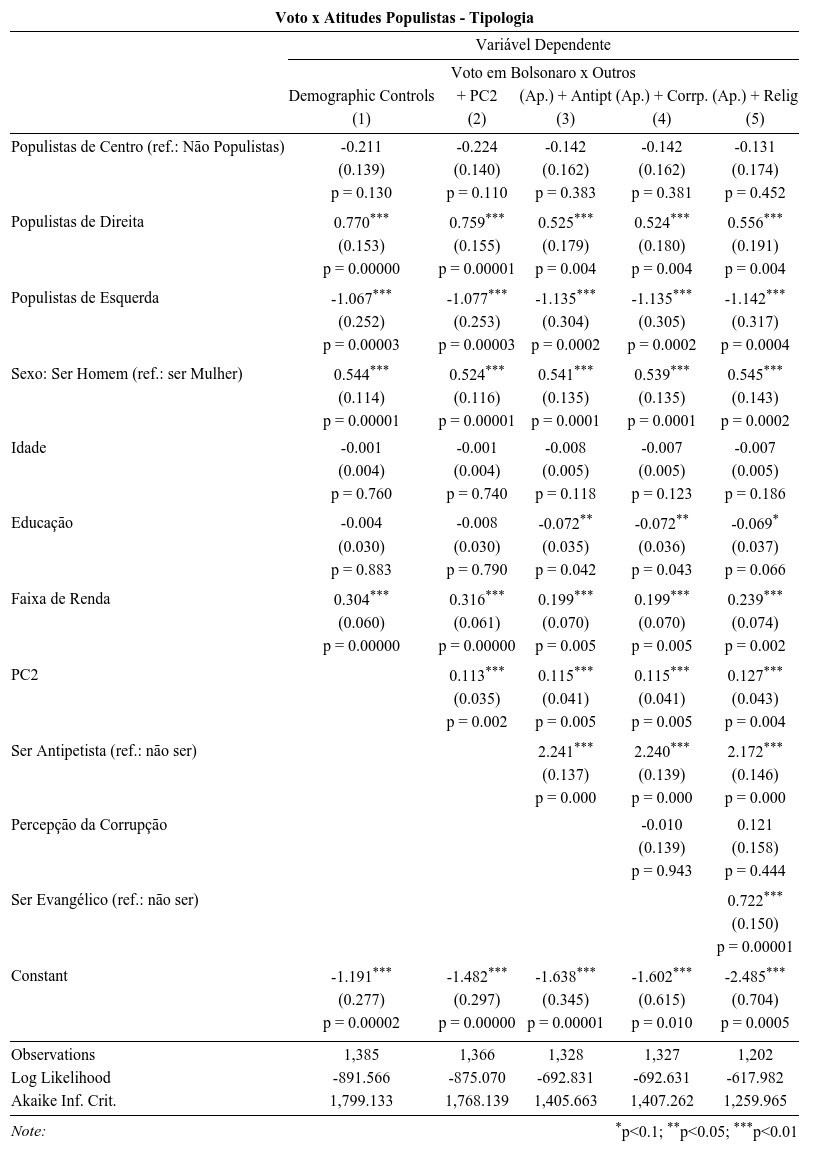 Voto x Atitudes Populistas - Tipologia
Variável Dependente
Voto em Bolsonaro x Outros
Demographic Controls + PC2 (Ap.) + Antipt (Ap.) + Corrp. (Ap.) + Relig
(1) (2) (3) (4) (5)
Populistas de Centro (ref.: Não Populistas) -0.211 -0.224 -0.142 -0.142 -0.131
(0.139) (0.140) (0.162) (0.162) (0.174)
p = 0.130 p = 0.110 p = 0.383 p = 0.381 p = 0.452
Populistas de Direita 0.770*** 0.759*** 0.525*** 0.524*** 0.556***
(0.153) (0.155) (0.179) (0.180) (0.191)
p = 0.00000 p = 0.00001 p = 0.004 p = 0.004 p = 0.004
Populistas de Esquerda -1.067*** -1.077*** -1.135*** -1.135*** -1.142***
(0.252) (0.253) (0.304) (0.305) (0.317)
p = 0.00003 p = 0.00003 p = 0.0002 p = 0.0002 p = 0.0004
Sexo: Ser Homem (ref.: ser Mulher) 0.544*** 0.524*** 0.541*** 0.539*** 0.545***
(0.114) (0.116) (0.135) (0.135) (0.143)
p = 0.00001 p = 0.00001 p = 0.0001 p = 0.0001 p = 0.0002
Idade -0.001 -0.001 -0.008 -0.007 -0.007
(0.004) (0.004) (0.005) (0.005) (0.005)
p = 0.760 p = 0.740 p = 0.118 p = 0.123 p = 0.186
Educação -0.004 -0.008 -0.072** -0.072** -0.069*
(0.030) (0.030) (0.035) (0.036) (0.037)
p = 0.883 p = 0.790 p = 0.042 p = 0.043 p = 0.066
Faixa de Renda 0.304*** 0.316*** 0.199*** 0.199*** 0.239***
(0.060) (0.061) (0.070) (0.070) (0.074)
p = 0.00000 p = 0.00000 p = 0.005 p = 0.005 p = 0.002
PC2 0.113*** 0.115*** 0.115*** 0.127***
(0.035) (0.041) (0.041) (0.043)
p = 0.002 p = 0.005 p = 0.005 p = 0.004
Ser Antipetista (ref.: não ser) 2.241*** 2.240*** 2.172***
(0.137) (0.139) (0.146)
p = 0.000 p = 0.000 p = 0.000
Percepção da Corrupção -0.010 0.121
(0.139) (0.158)
p = 0.943 p = 0.444
Ser Evangélico (ref.: não ser) 0.722***
(0.150)
p = 0.00001
Constant -1.191*** -1.482*** -1.638*** -1.602*** -2.485***
(0.277) (0.297) (0.345) (0.615) (0.704)
p = 0.00002 p = 0.00000 p = 0.00001 p = 0.010 p = 0.0005
Observations 1,385 1,366 1,328 1,327 1,202
Log Likelihood -891.566 -875.070 -692.831 -692.631 -617.982
Akaike Inf. Crit. 1,799.133 1,768.139 1,405.663 1,407.262 1,259.965
Note: *p<0.1; **p<0.05; ***p<0.01